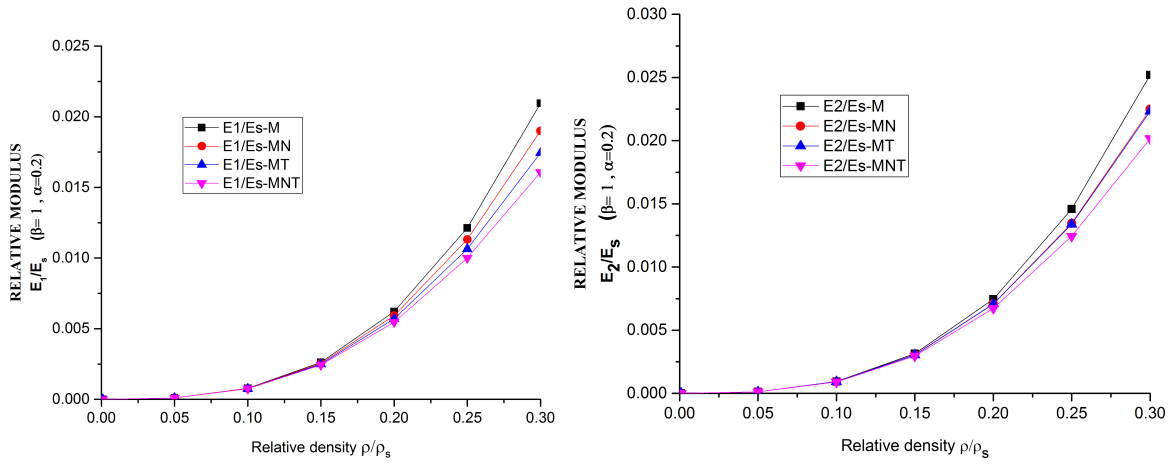 0.025
0.020
0.015
0.010
0.005
0.000
RELATIVE MODULUS
E₁/Eₛ (β= 1 , α=0.2)
E1/Es-M
E1/Es-MN
E1/Es-MT
E1/Es-MNT
0.00 0.05 0.10 0.15 0.20 0.25 0.30
Relative density ρ/ρₛ
0.030
0.025
0.020
0.015
0.010
0.005
0.000
RELATIVE MODULUS
E₂/Eₛ (β= 1 , α=0.2)
E2/Es-M
E2/Es-MN
E2/Es-MT
E2/Es-MNT
0.00 0.05 0.10 0.15 0.20 0.25 0.30
Relative density ρ/ρₛ